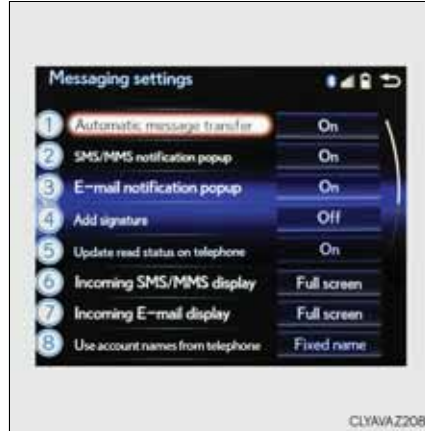 Messaging settings
1 Automatic message transfer On
2 SMS/MMS notification popup On
3 E-mail notification popup On
4 Add signature Off
5 Update read status on telephone On
6 Incoming SMS/MMS display Full screen
7 Incoming E-mail display Full screen
8 Use account names from telephone Fixed name
CLYAVAZ208